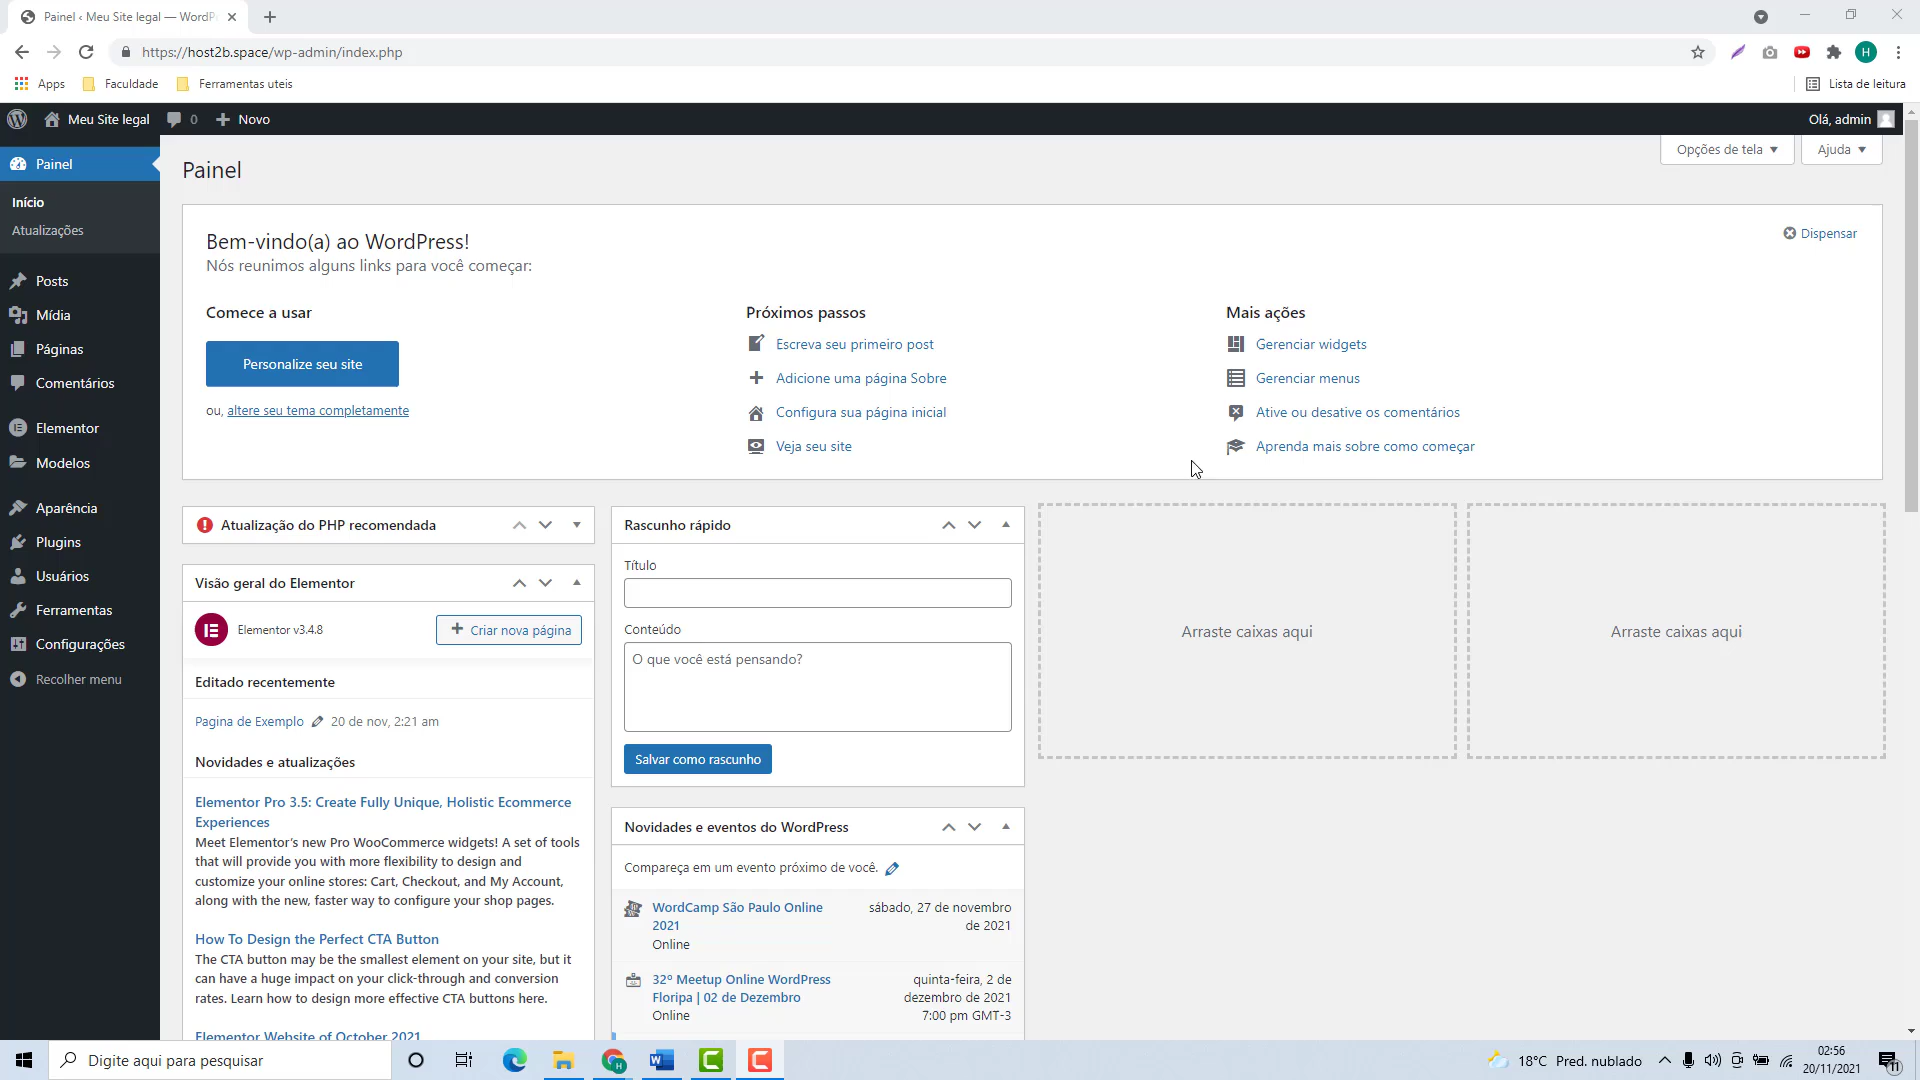 Painel ‹ Meu Site legal — WordP
https://host2b.space/wp-admin/index.php
H
Apps
Faculdade
Ferramentas uteis
Lista de leitura
Meu Site legal
0
Novo
Olá, admin
Painel
Início
Atualizações
Posts
Mídia
Páginas
Comentários
Elementor
Modelos
Aparência
Plugins
Usuários
Ferramentas
Configurações
Recolher menu
Painel
Opções de tela
Ajuda
Bem-vindo(a) ao WordPress!
Nós reunimos alguns links para você começar:
Dispensar
Comece a usar
Personalize seu site
ou, altere seu tema completamente
Próximos passos
Escreva seu primeiro post
Adicione uma página Sobre
Configura sua página inicial
Veja seu site
Mais ações
Gerenciar widgets
Gerenciar menus
Ative ou desative os comentários
Aprenda mais sobre como começar
Atualização do PHP recomendada
Visão geral do Elementor
Elementor v3.4.8
Criar nova página
Editado recentemente
Pagina de Exemplo 20 de nov, 2:21 am
Novidades e atualizações
Elementor Pro 3.5: Create Fully Unique, Holistic Ecommerce
Experiences
Meet Elementor's new Pro WooCommerce widgets! A set of tools
that will provide you with more flexibility to design and
customize your online stores: Cart, Checkout, and My Account,
along with the new, faster way to configure your shop pages.
How To Design the Perfect CTA Button
The CTA button may be the smallest element on your site, but it
can have a huge impact on your click-through and conversion
rates. Learn how to design more effective CTA buttons here.
Elementor Website of October 2021
Rascunho rápido
Título
Conteúdo
O que você está pensando?
Salvar como rascunho
Novidades e eventos do WordPress
Compareça em um evento próximo de você.
WordCamp São Paulo Online
2021
Online
sábado, 27 de novembro
de 2021
32º Meetup Online WordPress
Floripa | 02 de Dezembro
Online
quinta-feira, 2 de
dezembro de 2021
7:00 pm GMT-3
Arraste caixas aqui
Arraste caixas aqui
Digite aqui para pesquisar
18°C Pred. nublado
02:56
20/11/2021
11